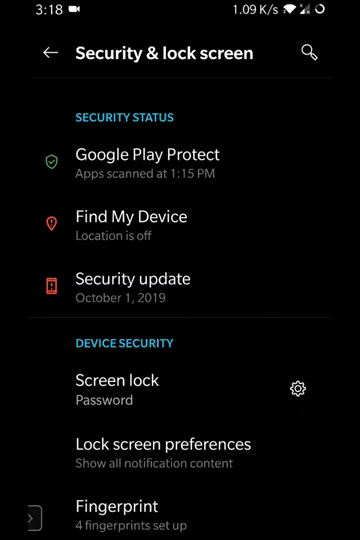 3:18
1.09 K/s
Security & lock screen
SECURITY STATUS
Google Play Protect
Apps scanned at 1:15 PM
Find My Device
Location is off
Security update
October 1, 2019
DEVICE SECURITY
Screen lock
Password
Lock screen preferences
Show all notification content
Fingerprint
4 fingerprints set up